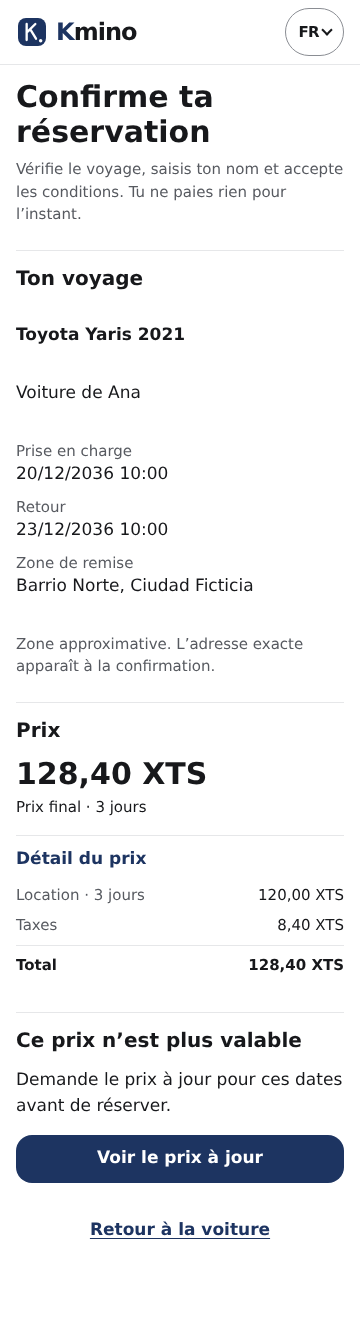 K. Kmino
FR
Confirme ta
réservation
Vérifie le voyage, saisis ton nom et accepte
les conditions. Tu ne paies rien pour
l’instant.
Ton voyage
Toyota Yaris 2021
Voiture de Ana
Prise en charge
20/12/2036 10:00
Retour
23/12/2036 10:00
Zone de remise
Barrio Norte, Ciudad Ficticia
Zone approximative. L’adresse exacte
apparaît à la confirmation.
Prix
128,40 XTS
Prix final · 3 jours
Détail du prix
Location · 3 jours 120,00 XTS
Taxes 8,40 XTS
Total 128,40 XTS
Ce prix n’est plus valable
Demande le prix à jour pour ces dates
avant de réserver.
Voir le prix à jour
Retour à la voiture